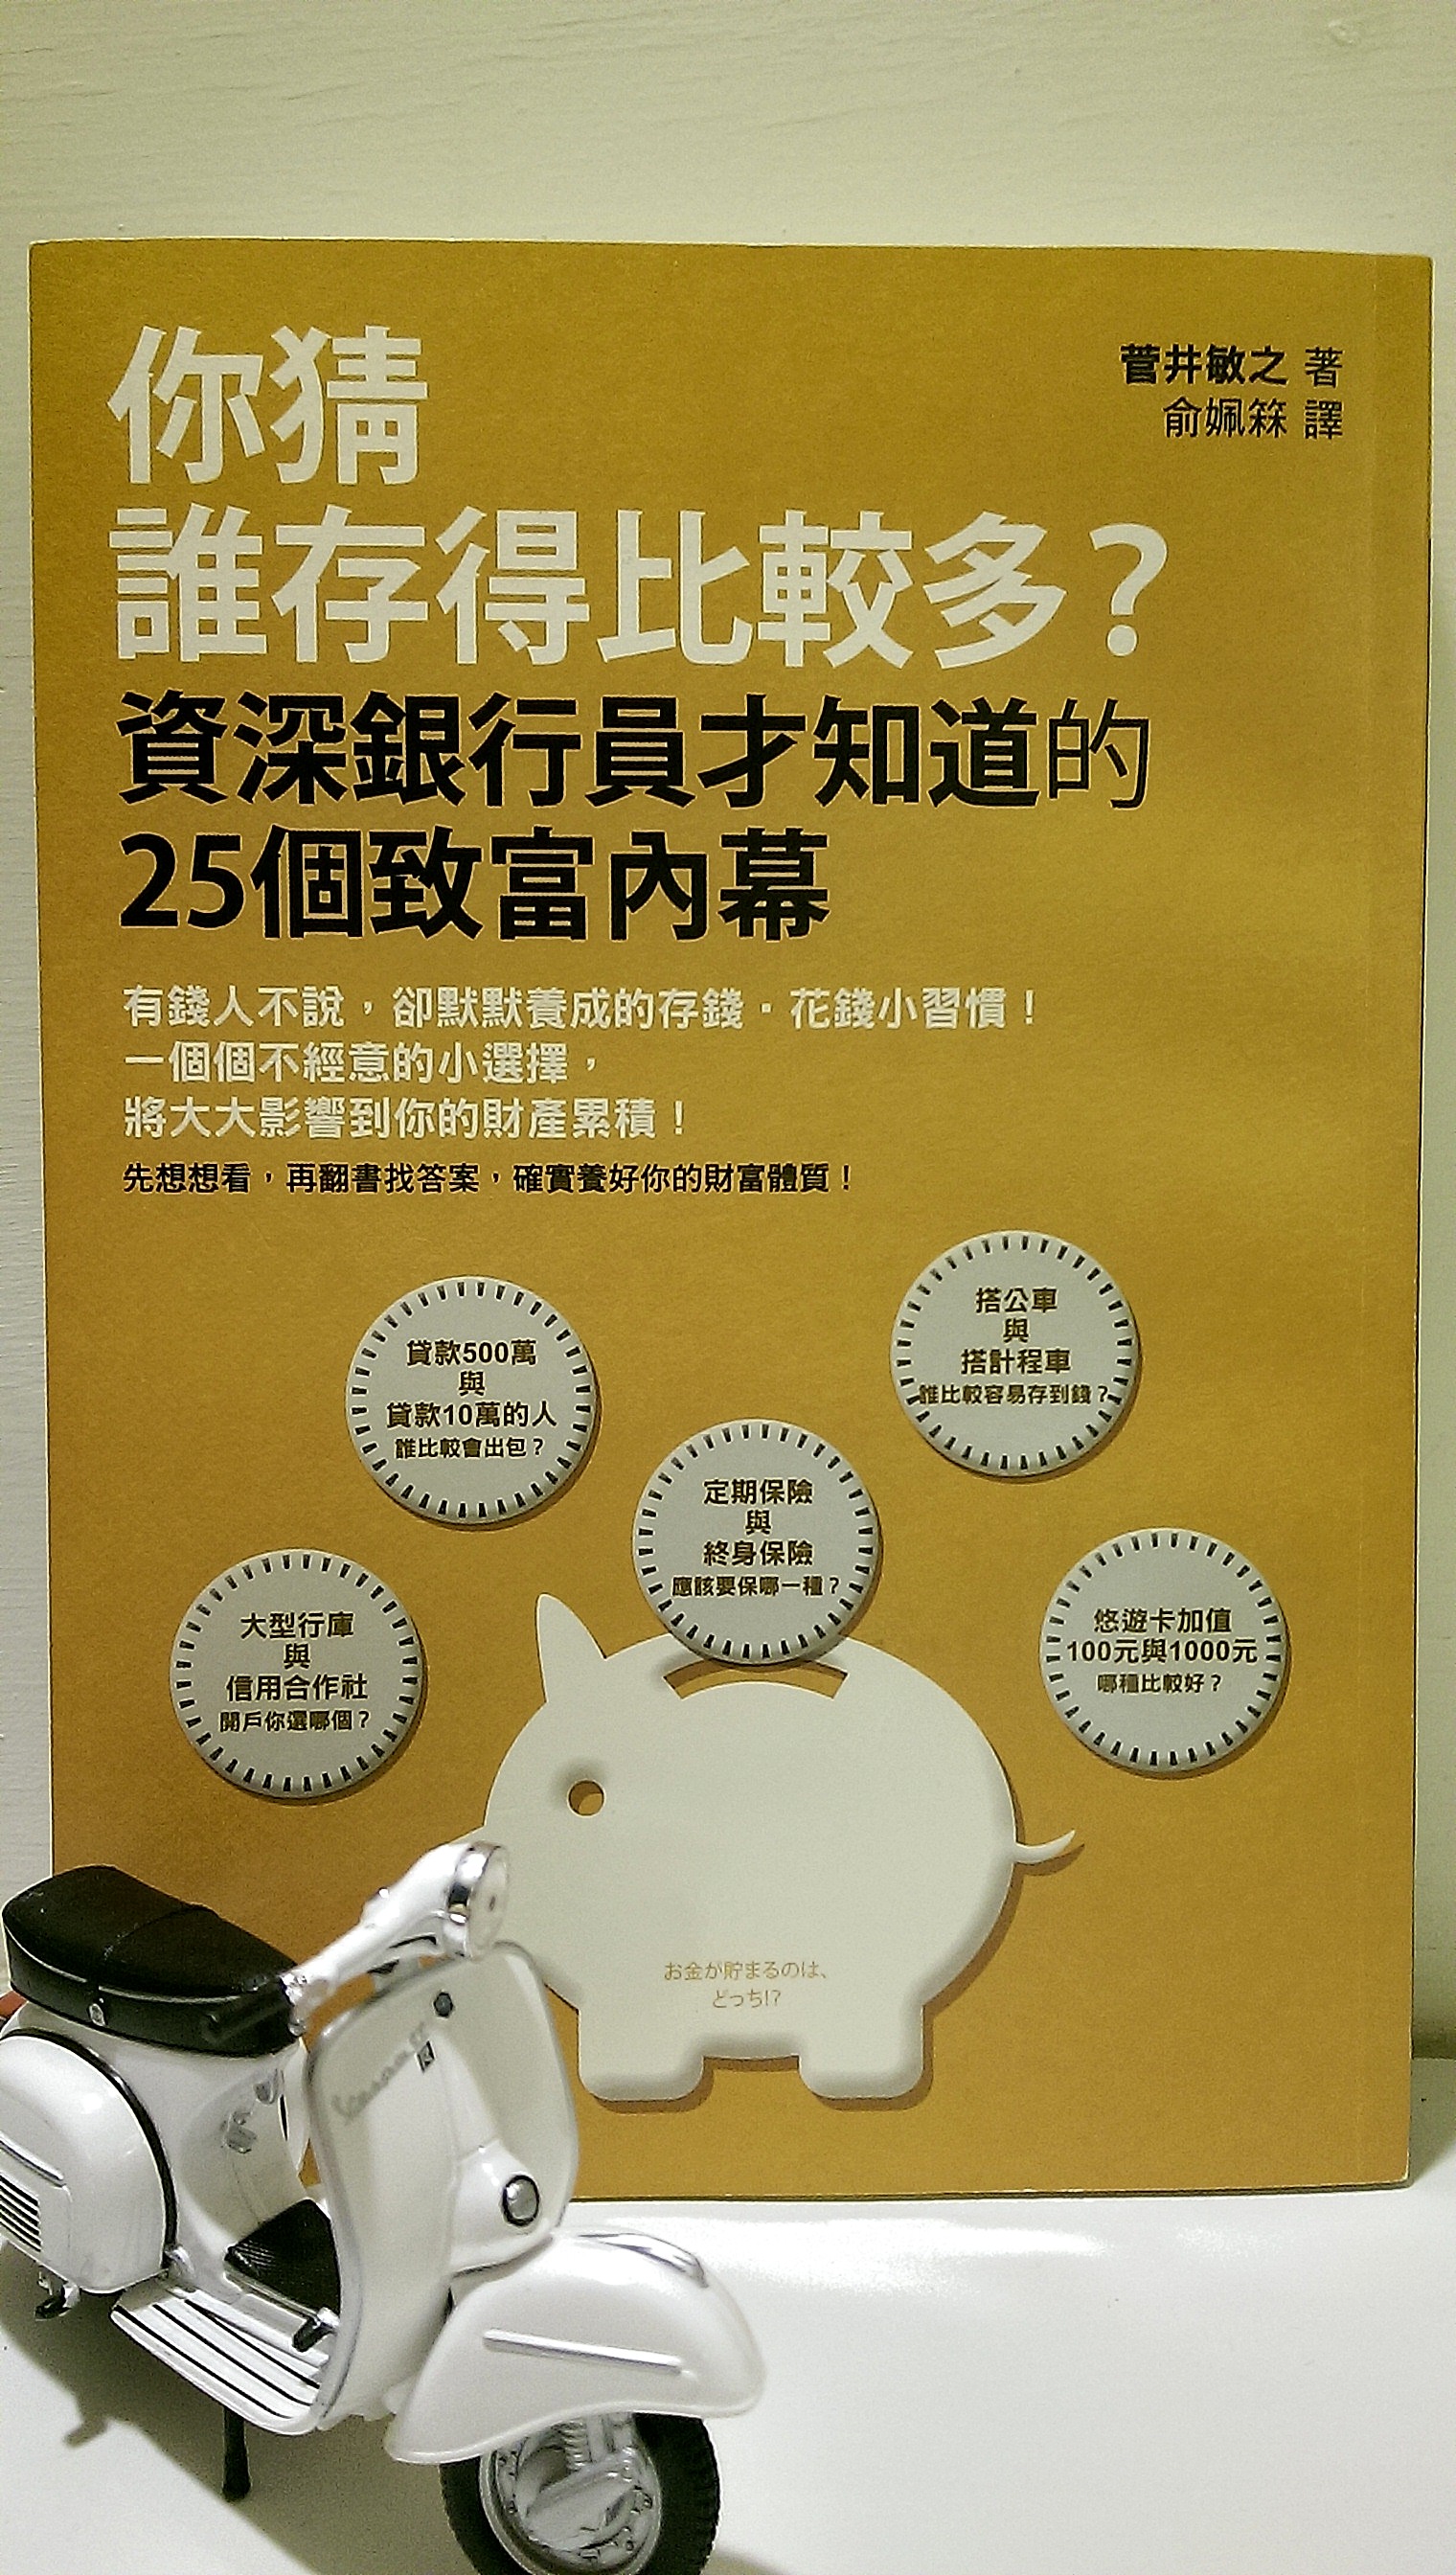 你猜
誰存得比較多？
資深銀行員才知道的
25個致富內幕
菅井敏之 著
俞姵箖 譯
有錢人不說，卻默默養成的存錢・花錢小習慣！
一個個不經意的小選擇，
將大大影響到你的財產累積！
先想想看，再翻書找答案，確實養好你的財富體質！
搭公車
與
搭計程車
誰比較容易存到錢？
貸款500萬
與
貸款10萬的人
誰比較會出包？
定期保險
與
終身保險
應該要保哪一種？
悠遊卡加值
100元與1000元
哪種比較好？
大型行庫
與
信用合作社
開戶你選哪個？
お金が貯まるのは、
どっち!?